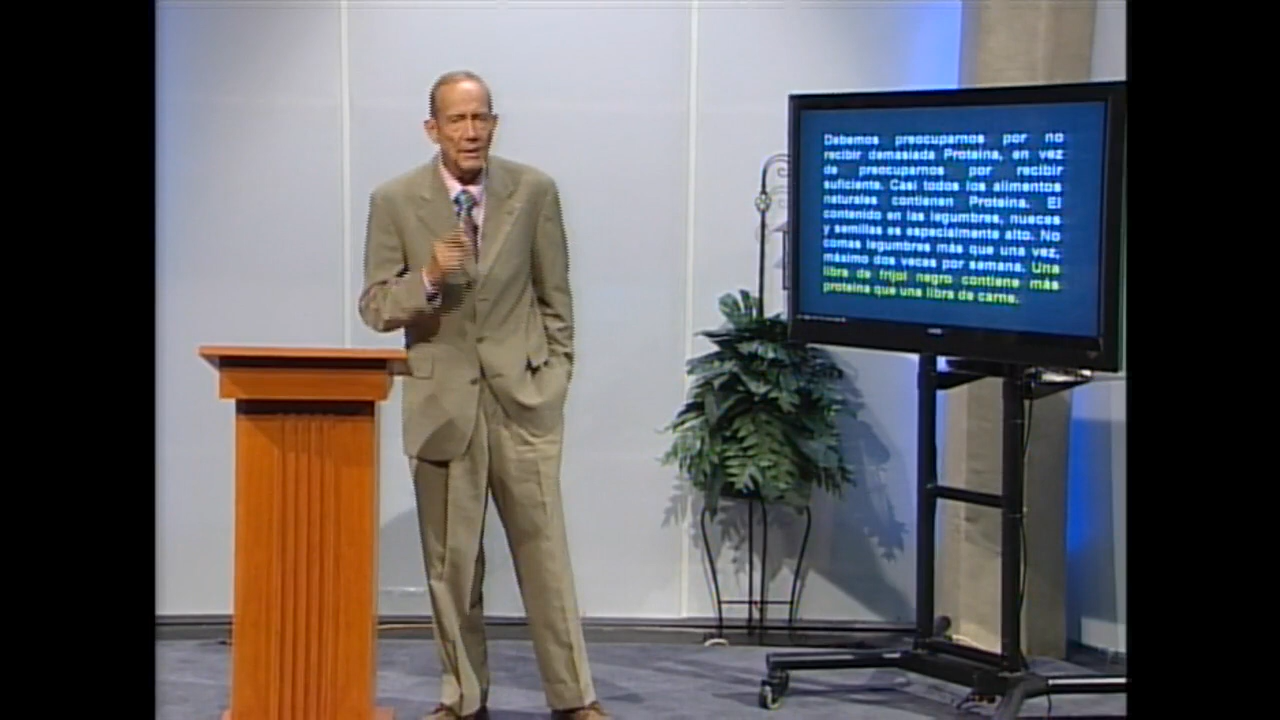 Debemos preocuparnos por no
recibir demasiada Proteína, en vez
de preocuparnos por recibir
suficiente. Casi todos los alimentos
naturales contienen Proteína. El
contenido en las legumbres, nueces
y semillas es especialmente alto. No
comas legumbres más que una vez,
máximo dos veces por semana. Una
libra de frijol negro contiene más
proteína que una libra de carne.